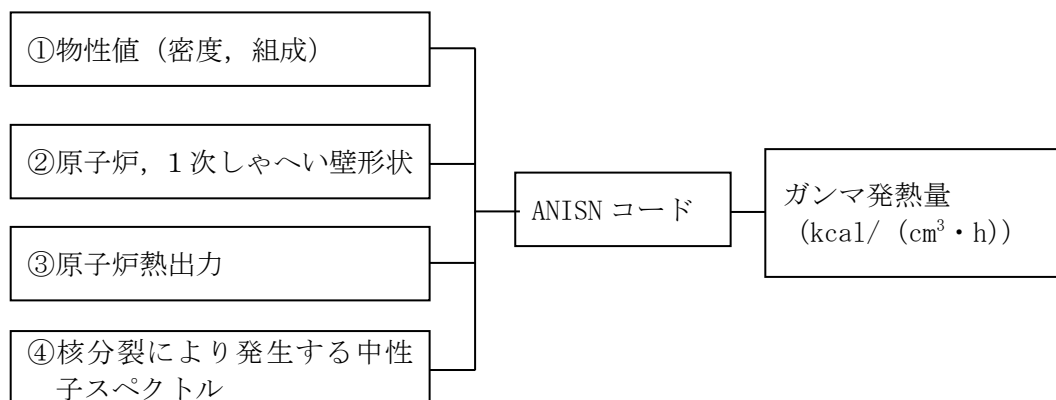 ①物性値（密度，組成）
②原子炉，１次しゃへい壁形状
③原子炉熱出力
④核分裂により発生する中性
子スペクトル
ANISN コード
ガンマ発熱量
（kcal/（cm³・h））